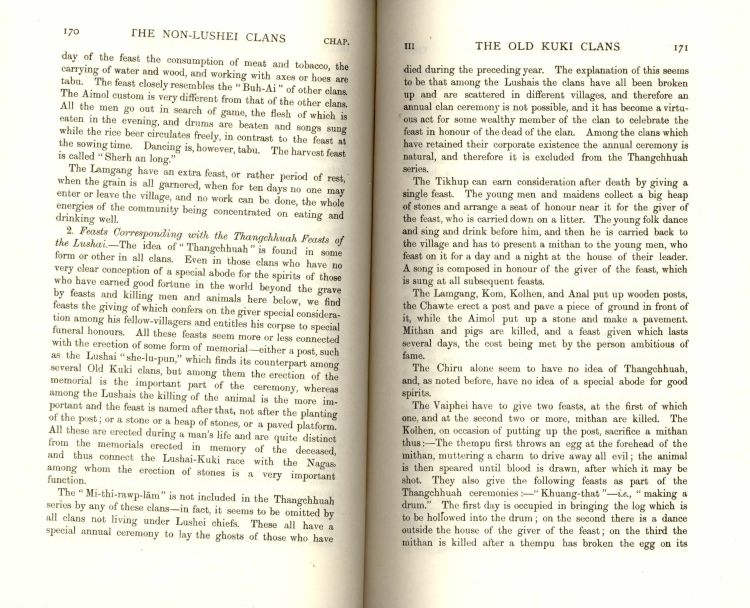 170 THE NON-LUSHEI CLANS CHAP.
day of the feast the consumption of meat and tobacco, the
carrying of water and wood, and working with axes or hoes are
tabu. The feast closely resembles the "Buh-Ai" of other clans.
The Aimol custom is very different from that of the other clans.
All the men go out in search of game, the flesh of which is
eaten in the evening, and drums are beaten and songs sung
while the rice beer circulates freely, in contrast to the feast at
the sowing time. Dancing is, however, tabu. The harvest feast
is called "Sherh an long."
The Lamgang have an extra feast, or rather period of rest,
when the grain is all garnered, when for ten days no one may
enter or leave the village, and no work can be done, the whole
energies of the community being concentrated on eating and
drinking well.
2. Feasts Corresponding with the Thangchhuah Feasts of
the Lushai.—The idea of "Thangchhuah" is found in some
form or other in all clans. Even in those clans who have no
very clear conception of a special abode for the spirits of those
who have earned good fortune in the world beyond the grave
by feasts and killing men and animals here below, we find
feasts the giving of which confers on the giver special considera-
tion among his fellow-villagers and entitles his corpse to special
funeral honours. All these feasts seem more or less connected
with the erection of some form of memorial—either a post, such
as the Lushai "she-lu-pun," which finds its counterpart among
several Old Kuki clans, but among them the erection of the
memorial is the important part of the ceremony, whereas
among the Lushais the killing of the animal is the more im-
portant and the feast is named after that, not after the planting
of the post; or a stone or a heap of stones, or a paved platform.
All these are erected during a man's life and are quite distinct
from the memorials erected in memory of the deceased,
and thus connect the Lushai-Kuki race with the Nagas,
among whom the erection of stones is a very important
function.
The "Mi-thi-rawp-lām" is not included in the Thangchhuah
series by any of these clans—in fact, it seems to be omitted by
all clans not living under Lushei chiefs. These all have a
special annual ceremony to lay the ghosts of those who have
III THE OLD KUKI CLANS 171
died during the preceding year. The explanation of this seems
to be that among the Lushais the clans have all been broken
up and are scattered in different villages, and therefore an
annual clan ceremony is not possible, and it has become a virtu-
ous act for some wealthy member of the clan to celebrate the
feast in honour of the dead of the clan. Among the clans which
have retained their corporate existence the annual ceremony is
natural, and therefore it is excluded from the Thangchhuah
series.
The Tikhup can earn consideration after death by giving a
single feast. The young men and maidens collect a big heap
of stones and arrange a seat of honour near it for the giver of
the feast, who is carried down on a litter. The young folk dance
and sing and drink before him, and then he is carried back to
the village and has to present a mithan to the young men, who
feast on it for a day and a night at the house of their leader.
A song is composed in honour of the giver of the feast, which
is sung at all subsequent feasts.
The Lamgang, Kom, Kolhen, and Anal put up wooden posts,
the Chawte erect a post and pave a piece of ground in front of
it, while the Aimol put up a stone and make a pavement.
Mithan and pigs are killed, and a feast given which lasts
several days, the cost being met by the person ambitious of
fame.
The Chiru alone seem to have no idea of Thangchhuah,
and, as noted before, have no idea of a special abode for good
spirits.
The Vaiphei have to give two feasts, at the first of which
one, and at the second two or more, mithan are killed. The
Kolhen, on occasion of putting up the post, sacrifice a mithan
thus:—The thempu first throws an egg at the forehead of the
mithan, muttering a charm to drive away all evil; the animal
is then speared until blood is drawn, after which it may be
shot. They also give the following feasts as part of the
Thangchhuah ceremonies:—"Khuang-that"—i.e., "making a
drum." The first day is occupied in bringing the log which is
to be hollowed into the drum; on the second there is a dance
outside the house of the giver of the feast; on the third the
mithan is killed after a thempu has broken the egg on its